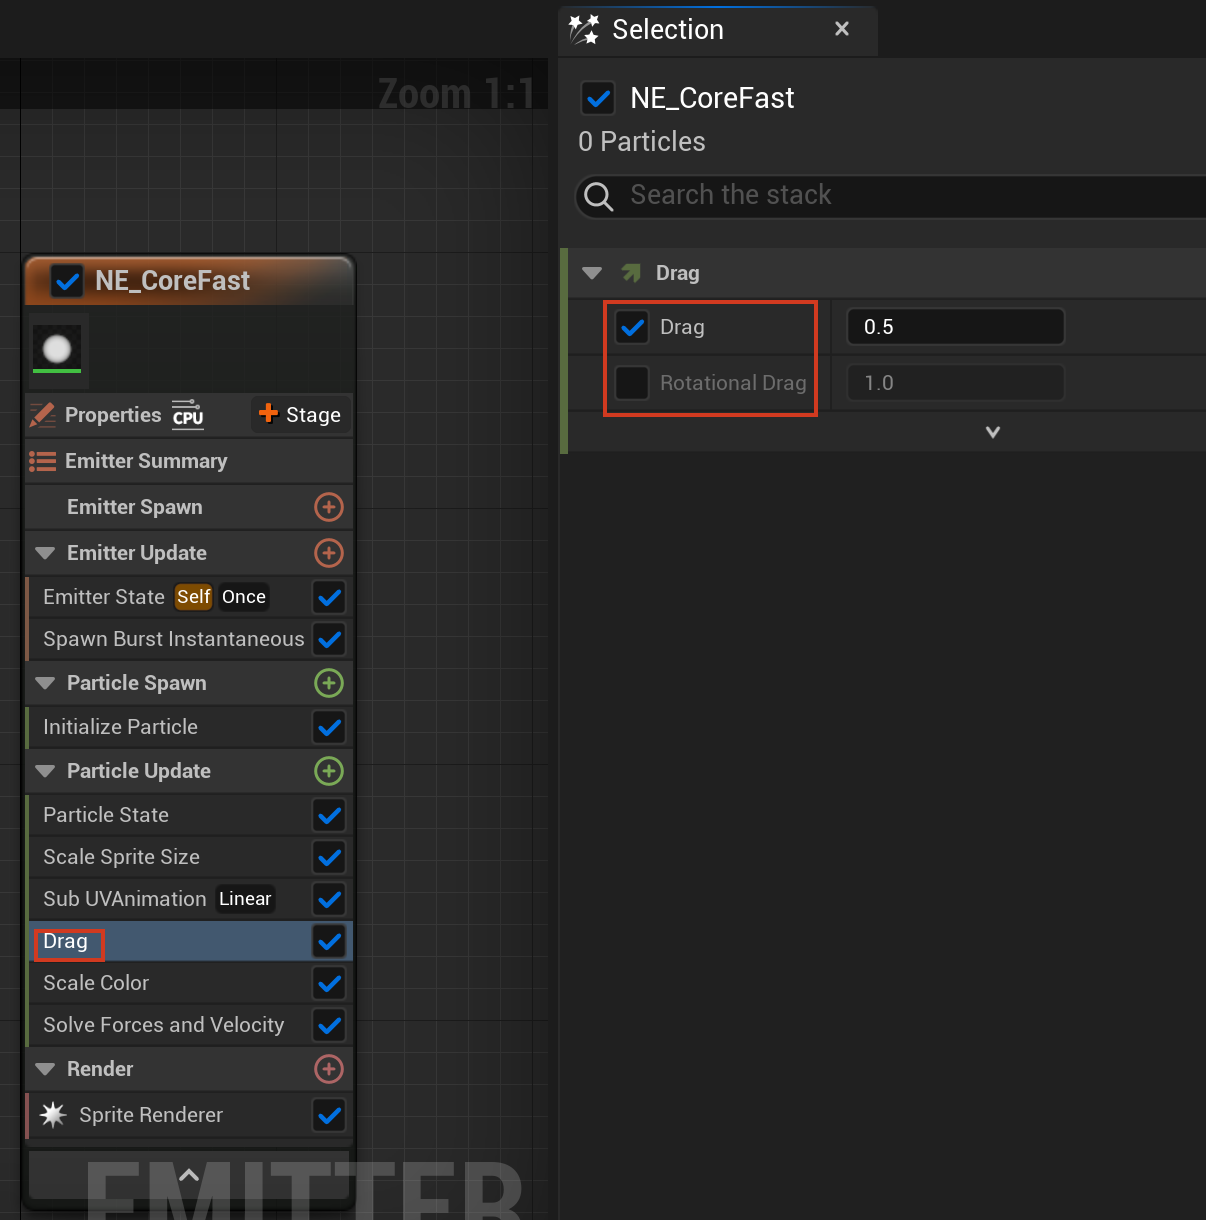 Zoom 1:1
NE_CoreFast
Properties CPU Stage
Emitter Summary
Emitter Spawn
Emitter Update
Emitter State Self Once
Spawn Burst Instantaneous
Particle Spawn
Initialize Particle
Particle Update
Particle State
Scale Sprite Size
Sub UVAnimation Linear
Drag
Scale Color
Solve Forces and Velocity
Render
Sprite Renderer
EMITTER
Selection
NE_CoreFast
0 Particles
Search the stack
Drag
Drag 0.5
Rotational Drag 1.0